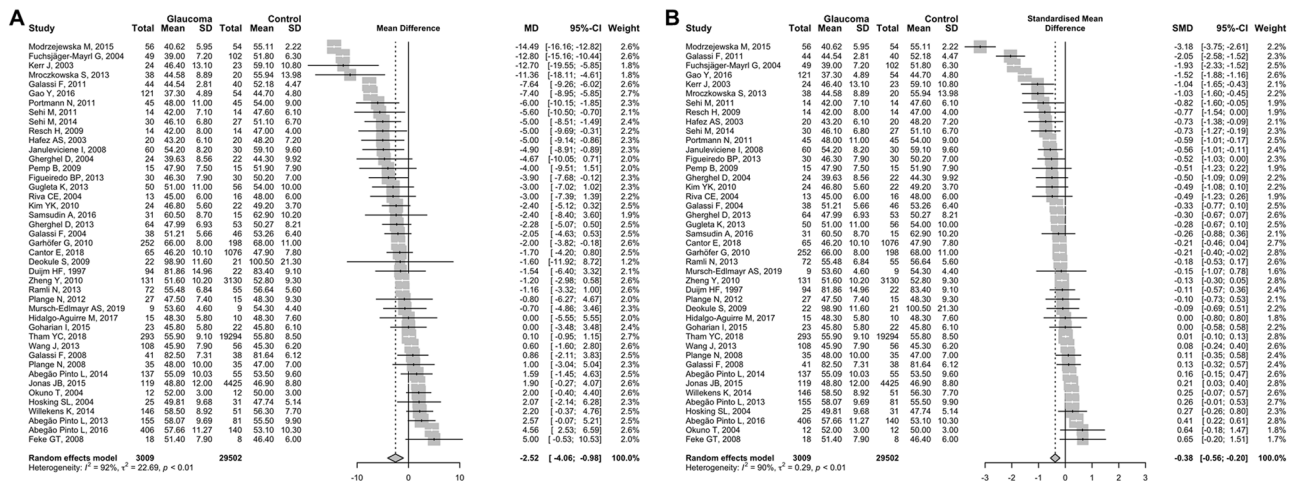 A
Glaucoma Control
Study Total Mean SD Total Mean SD Mean Difference MD 95%-CI Weight
Modrzejewska M, 2015 56 40.62 5.95 54 55.11 2.22 -14.49 [-16.16; -12.82] 2.6%
Fuchsjäger-Mayrl G, 2004 49 39.00 7.20 102 51.80 6.30 -12.80 [-15.16; -10.44] 2.6%
Kerr J, 2003 24 46.40 13.10 23 59.10 10.80 -12.70 [-19.55; -5.85] 1.8%
Mroczkowska S, 2013 38 44.58 8.89 20 55.94 13.98 -11.36 [-18.11; -4.61] 1.8%
Galassi F, 2011 44 44.54 2.81 40 52.18 4.47 -7.64 [-9.26; -6.02] 2.6%
Gao Y, 2016 121 37.30 4.89 54 44.70 4.80 -7.40 [-8.95; -5.85] 2.6%
Portmann N, 2011 45 48.00 11.00 45 54.00 9.00 -6.00 [-10.15; -1.85] 2.3%
Sehi M, 2011 14 42.00 7.10 14 47.60 6.10 -5.60 [-10.50; -0.70] 2.2%
Sehi M, 2014 30 46.10 6.80 27 51.10 6.70 -5.00 [-8.51; -1.49] 2.4%
Resch H, 2009 14 42.00 8.00 14 47.00 4.00 -5.00 [-9.69; -0.31] 2.2%
Hafez AS, 2003 20 43.20 6.10 20 48.20 7.20 -5.00 [-9.14; -0.86] 2.3%
Januleviciene I, 2008 60 54.20 8.20 30 59.10 9.60 -4.90 [-8.91; -0.89] 2.3%
Gherghel D, 2004 24 39.63 8.56 22 44.30 9.92 -4.67 [-10.05; 0.71] 2.1%
Pemp B, 2009 15 47.90 7.50 15 51.90 7.90 -4.00 [-9.51; 1.51] 2.1%
Figueiredo BP, 2013 30 46.30 7.90 30 50.20 7.00 -3.90 [-7.68; -0.12] 2.3%
Gugleta K, 2013 50 51.00 11.00 56 54.00 10.00 -3.00 [-7.02; 1.02] 2.3%
Riva CE, 2004 13 45.00 6.00 16 48.00 6.00 -3.00 [-7.39; 1.39] 2.3%
Kim YK, 2010 24 46.80 5.60 22 49.20 3.70 -2.40 [-5.12; 0.32] 2.5%
Samsudin A, 2016 31 60.50 8.70 15 62.90 10.20 -2.40 [-8.40; 3.60] 2.0%
Gherghel D, 2013 64 47.99 6.93 53 50.27 8.21 -2.28 [-5.07; 0.51] 2.5%
Galassi F, 2004 38 51.21 5.66 46 53.26 6.40 -2.05 [-4.63; 0.53] 2.5%
Garhöfer G, 2010 252 66.00 8.00 198 68.00 11.00 -2.00 [-3.82; -0.18] 2.6%
Cantor E, 2018 65 46.20 10.10 1076 47.90 7.80 -1.70 [-4.20; 0.80] 2.5%
Deokule S, 2009 22 98.90 11.60 21 100.50 21.30 -1.60 [-11.92; 8.72] 1.2%
Duijm HF, 1997 94 81.86 14.96 22 83.40 9.40 -1.54 [-6.40; 3.32] 2.2%
Zheng Y, 2010 131 51.60 10.20 3130 52.80 9.30 -1.20 [-2.98; 0.58] 2.6%
Ramli N, 2013 72 55.48 6.84 55 56.64 5.60 -1.16 [-3.32; 1.00] 2.5%
Plange N, 2012 27 47.50 7.40 15 48.30 9.30 -0.80 [-6.27; 4.67] 2.1%
Mursch-Edlmayr AS, 2019 9 53.60 4.60 9 54.30 4.40 -0.70 [-4.86; 3.46] 2.3%
Hidalgo-Aguirre M, 2017 15 48.30 5.80 10 48.30 7.60 0.00 [-5.55; 5.55] 2.1%
Goharian I, 2015 23 45.80 5.80 22 45.80 6.10 0.00 [-3.48; 3.48] 2.4%
Tham YC, 2018 293 55.90 9.10 19294 55.80 8.50 0.10 [-0.95; 1.15] 2.7%
Wang J, 2013 108 45.90 7.90 56 45.30 6.20 0.60 [-1.60; 2.80] 2.5%
Galassi F, 2008 41 82.50 7.31 38 81.64 6.12 0.86 [-2.11; 3.83] 2.4%
Plange N, 2008 35 48.00 10.00 35 47.00 7.00 1.00 [-3.04; 5.04] 2.3%
Abegão Pinto L, 2014 137 55.09 10.03 55 53.50 9.60 1.59 [-1.45; 4.63] 2.4%
Jonas JB, 2015 119 48.80 12.00 4425 46.90 8.80 1.90 [-0.27; 4.07] 2.5%
Okuno T, 2004 12 52.00 3.00 12 50.00 3.00 2.00 [-0.40; 4.40] 2.5%
Hosking SL, 2004 25 49.81 9.68 31 47.74 5.14 2.07 [-2.14; 6.28] 2.3%
Willekens K, 2014 146 58.50 8.90 51 56.30 7.70 2.20 [-0.37; 4.76] 2.5%
Abegão Pinto L, 2013 155 58.07 9.69 81 55.50 9.90 2.57 [-0.07; 5.21] 2.5%
Abegão Pinto L, 2016 406 57.66 11.27 140 53.10 10.30 4.56 [2.53; 6.59] 2.6%
Feke GT, 2008 18 51.40 7.90 8 46.40 6.00 5.00 [-0.53; 10.53] 2.1%
Random effects model 3009 29502 -2.52 [-4.06; -0.98] 100.0%
Heterogeneity: I² = 92%, τ² = 22.69, p < 0.01
-10 0 5 10
B
Glaucoma Control Standardised Mean
Study Total Mean SD Total Mean SD Difference SMD 95%-CI Weight
Modrzejewska M, 2015 56 40.62 5.95 54 55.11 2.22 -3.18 [-3.75; -2.61] 2.2%
Galassi F, 2011 44 44.54 2.81 40 52.18 4.47 -2.05 [-2.58; -1.52] 2.2%
Fuchsjäger-Mayrl G, 2004 49 39.00 7.20 102 51.80 6.30 -1.93 [-2.33; -1.52] 2.4%
Gao Y, 2016 121 37.30 4.89 54 44.70 4.80 -1.52 [-1.88; -1.16] 2.5%
Kerr J, 2003 24 46.40 13.10 23 59.10 10.80 -1.04 [-1.65; -0.43] 2.1%
Mroczkowska S, 2013 38 44.58 8.89 20 55.94 13.98 -1.03 [-1.60; -0.45] 2.2%
Sehi M, 2011 14 42.00 7.10 14 47.60 6.10 -0.82 [-1.60; -0.05] 1.9%
Resch H, 2009 14 42.00 8.00 14 47.00 4.00 -0.77 [-1.54; 0.00] 1.9%
Hafez AS, 2003 20 43.20 6.10 20 48.20 7.20 -0.73 [-1.38; -0.09] 2.1%
Sehi M, 2014 30 46.10 6.80 27 51.10 6.70 -0.73 [-1.27; -0.19] 2.2%
Portmann N, 2011 45 48.00 11.00 45 54.00 9.00 -0.59 [-1.01; -0.17] 2.4%
Januleviciene I, 2008 60 54.20 8.20 30 59.10 9.60 -0.56 [-1.01; -0.11] 2.4%
Figueiredo BP, 2013 30 46.30 7.90 30 50.20 7.00 -0.52 [-1.03; 0.00] 2.3%
Pemp B, 2009 15 47.90 7.50 15 51.90 7.90 -0.51 [-1.23; 0.22] 1.9%
Gherghel D, 2004 24 39.63 8.56 22 44.30 9.92 -0.50 [-1.09; 0.09] 2.2%
Kim YK, 2010 24 46.80 5.60 22 49.20 3.70 -0.49 [-1.08; 0.10] 2.2%
Riva CE, 2004 13 45.00 6.00 16 48.00 6.00 -0.49 [-1.23; 0.26] 1.9%
Galassi F, 2004 38 51.21 5.66 46 53.26 6.40 -0.33 [-0.77; 0.10] 2.4%
Gherghel D, 2013 64 47.99 6.93 53 50.27 8.21 -0.30 [-0.67; 0.07] 2.5%
Gugleta K, 2013 50 51.00 11.00 56 54.00 10.00 -0.28 [-0.67; 0.10] 2.5%
Samsudin A, 2016 31 60.50 8.70 15 62.90 10.20 -0.26 [-0.88; 0.36] 2.1%
Cantor E, 2018 65 46.20 10.10 1076 47.90 7.80 -0.21 [-0.46; 0.04] 2.6%
Garhöfer G, 2010 252 66.00 8.00 198 68.00 11.00 -0.21 [-0.40; -0.02] 2.7%
Ramli N, 2013 72 55.48 6.84 55 56.64 5.60 -0.18 [-0.53; 0.17] 2.5%
Mursch-Edlmayr AS, 2019 9 53.60 4.60 9 54.30 4.40 -0.15 [-1.07; 0.78] 1.6%
Zheng Y, 2010 131 51.60 10.20 3130 52.80 9.30 -0.13 [-0.30; 0.05] 2.7%
Duijm HF, 1997 94 81.86 14.96 22 83.40 9.40 -0.11 [-0.57; 0.36] 2.4%
Plange N, 2012 27 47.50 7.40 15 48.30 9.30 -0.10 [-0.73; 0.53] 2.1%
Deokule S, 2009 22 98.90 11.60 21 100.50 21.30 -0.09 [-0.69; 0.51] 2.2%
Hidalgo-Aguirre M, 2017 15 48.30 5.80 10 48.30 7.60 0.00 [-0.80; 0.80] 1.8%
Goharian I, 2015 23 45.80 5.80 22 45.80 6.10 0.00 [-0.58; 0.58] 2.2%
Tham YC, 2018 293 55.90 9.10 19294 55.80 8.50 0.01 [-0.10; 0.13] 2.7%
Wang J, 2013 108 45.90 7.90 56 45.30 6.20 0.08 [-0.24; 0.40] 2.6%
Plange N, 2008 35 48.00 10.00 35 47.00 7.00 0.11 [-0.35; 0.58] 2.4%
Galassi F, 2008 41 82.50 7.31 38 81.64 6.12 0.13 [-0.32; 0.57] 2.4%
Abegão Pinto L, 2014 137 55.09 10.03 55 53.50 9.60 0.16 [-0.15; 0.47] 2.6%
Jonas JB, 2015 119 48.80 12.00 4425 46.90 8.80 0.21 [0.03; 0.40] 2.7%
Willekens K, 2014 146 58.50 8.90 51 56.30 7.70 0.25 [-0.07; 0.57] 2.5%
Abegão Pinto L, 2013 155 58.07 9.69 81 55.50 9.90 0.26 [-0.01; 0.53] 2.6%
Hosking SL, 2004 25 49.81 9.68 31 47.74 5.14 0.27 [-0.26; 0.80] 2.3%
Abegão Pinto L, 2016 406 57.66 11.27 140 53.10 10.30 0.41 [0.22; 0.61] 2.7%
Okuno T, 2004 12 52.00 3.00 12 50.00 3.00 0.64 [-0.18; 1.47] 1.8%
Feke GT, 2008 18 51.40 7.90 8 46.40 6.00 0.65 [-0.20; 1.51] 1.7%
Random effects model 3009 29502 -0.38 [-0.56; -0.20] 100.0%
Heterogeneity: I² = 90%, τ² = 0.29, p < 0.01
-3 -2 -1 0 1 2 3